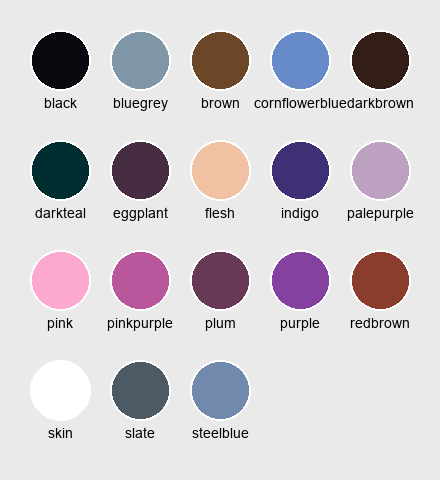 black bluegrey brown cornflowerblue darkbrown
darkteal eggplant flesh indigo palepurple
pink pinkpurple plum purple redbrown
skin slate steelblue